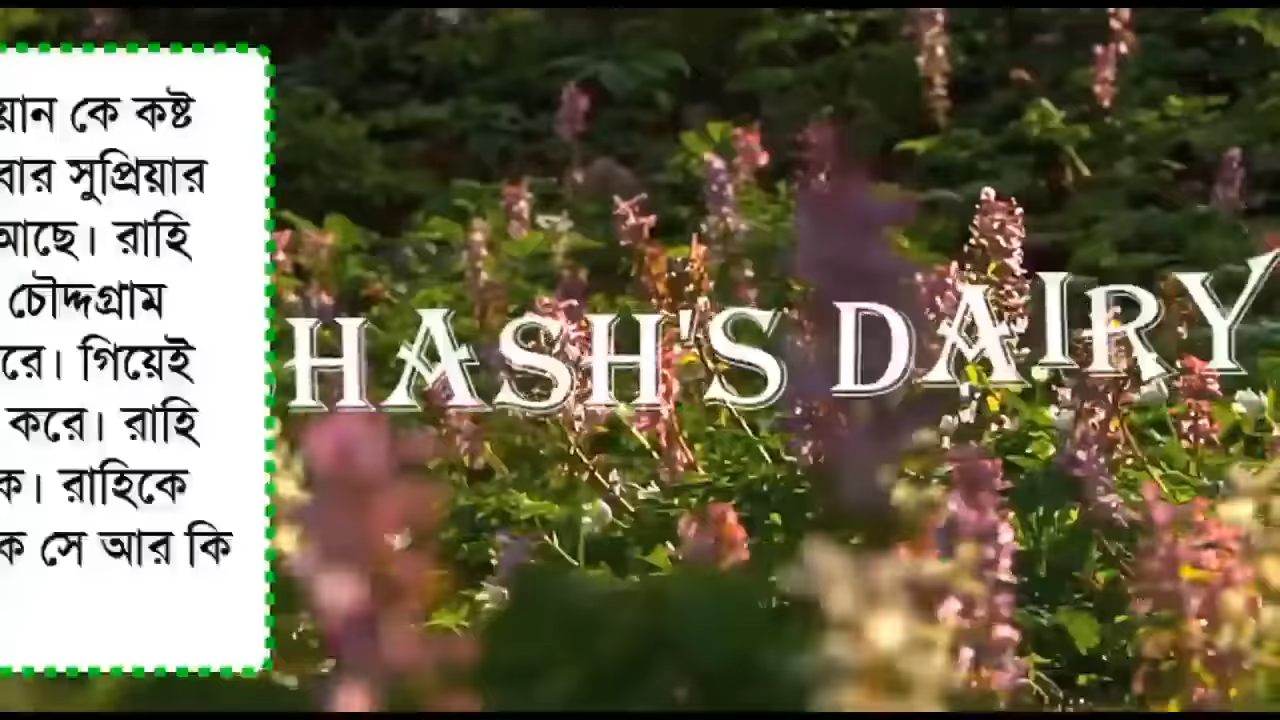 য়ান কে কষ্ট
বার সুপ্রিয়ার
আছে। রাহি
চৌদ্দগ্রাম
রে। গিয়েই
করে। রাহি
ক। রাহিকে
ক সে আর কি
HASH'S DAIRY